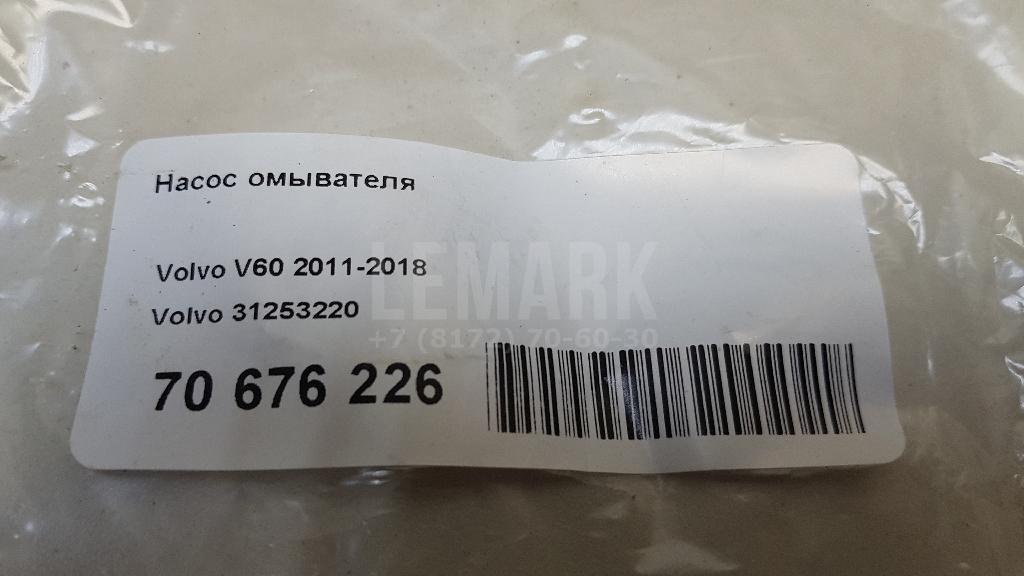 Насос омывателя
Volvo V60 2011-2018
Volvo 31253220
70 676 226
LEMARK
+7 (8172) 70-60-30